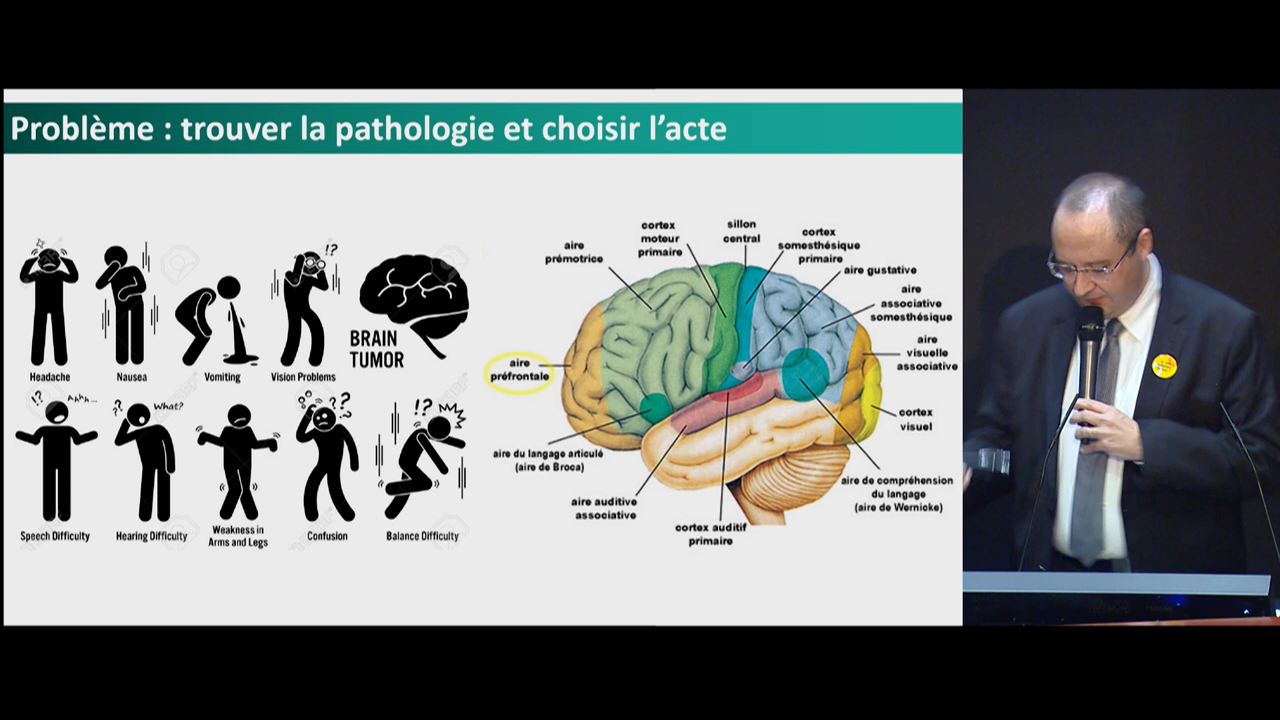 Problème : trouver la pathologie et choisir l'acte
!?
BRAIN
TUMOR
Headache
Nausea
Vomiting
Vision Problems
!?
Ahhh...
?
?
What?
??
!?
Speech Difficulty
Hearing Difficulty
Weakness in
Arms and Legs
Confusion
Balance Difficulty
aire
prémotrice
cortex
moteur
primaire
sillon
central
cortex
somesthésique
primaire
aire gustative
aire
associative
somesthésique
aire
visuelle
associative
aire
préfrontale
cortex
visuel
aire du langage articulé
(aire de Broca)
aire de compréhension
du langage
(aire de Wernicke)
aire auditive
associative
cortex auditif
primaire